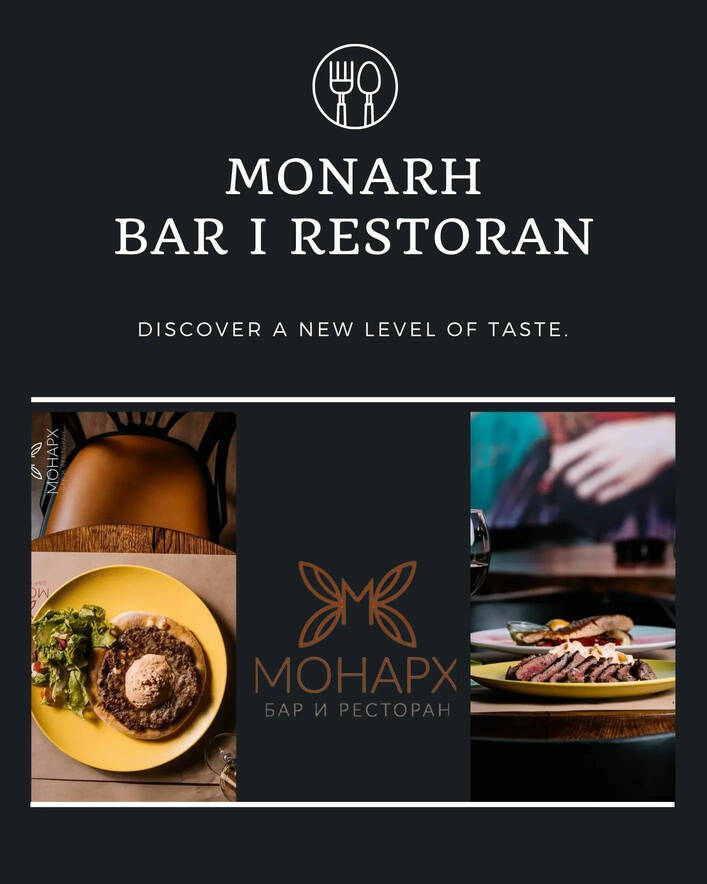 MONARH
BAR I RESTORAN
DISCOVER A NEW LEVEL OF TASTE.
МОНАРХ
МОНАРХ
БАР И РЕСТОРАН